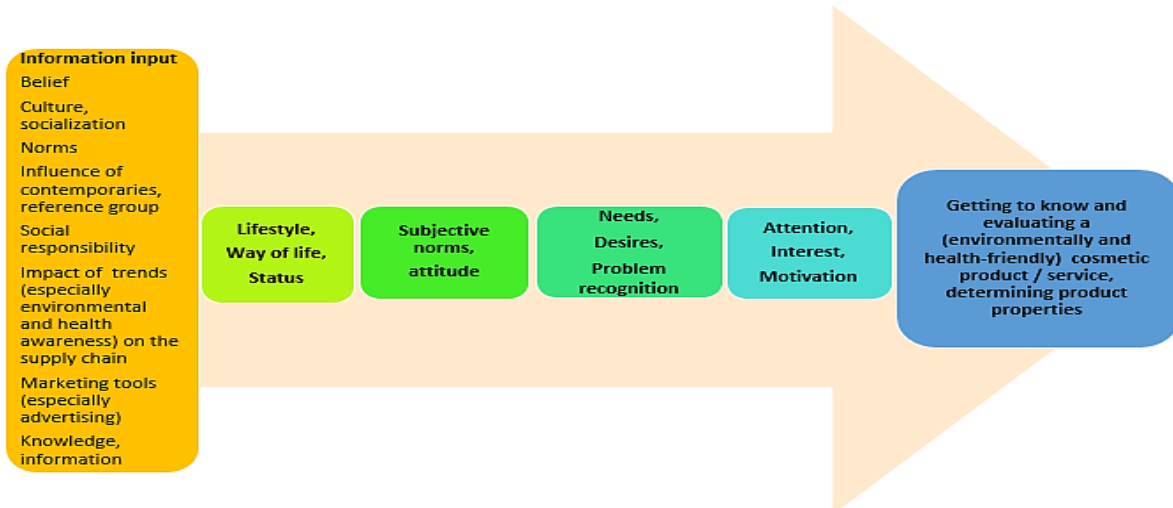 Information input
Belief
Culture,
socialization
Norms
Influence of
contemporaries,
reference group
Social
responsibility
Impact of trends
(especially
environmental
and health
awareness) on the
supply chain
Marketing tools
(especially
advertising)
Knowledge,
information
Lifestyle,
Way of life,
Status
Subjective
norms,
attitude
Needs,
Desires,
Problem
recognition
Attention,
Interest,
Motivation
Getting to know and
evaluating a
(environmentally and
health-friendly) cosmetic
product / service,
determining product
properties